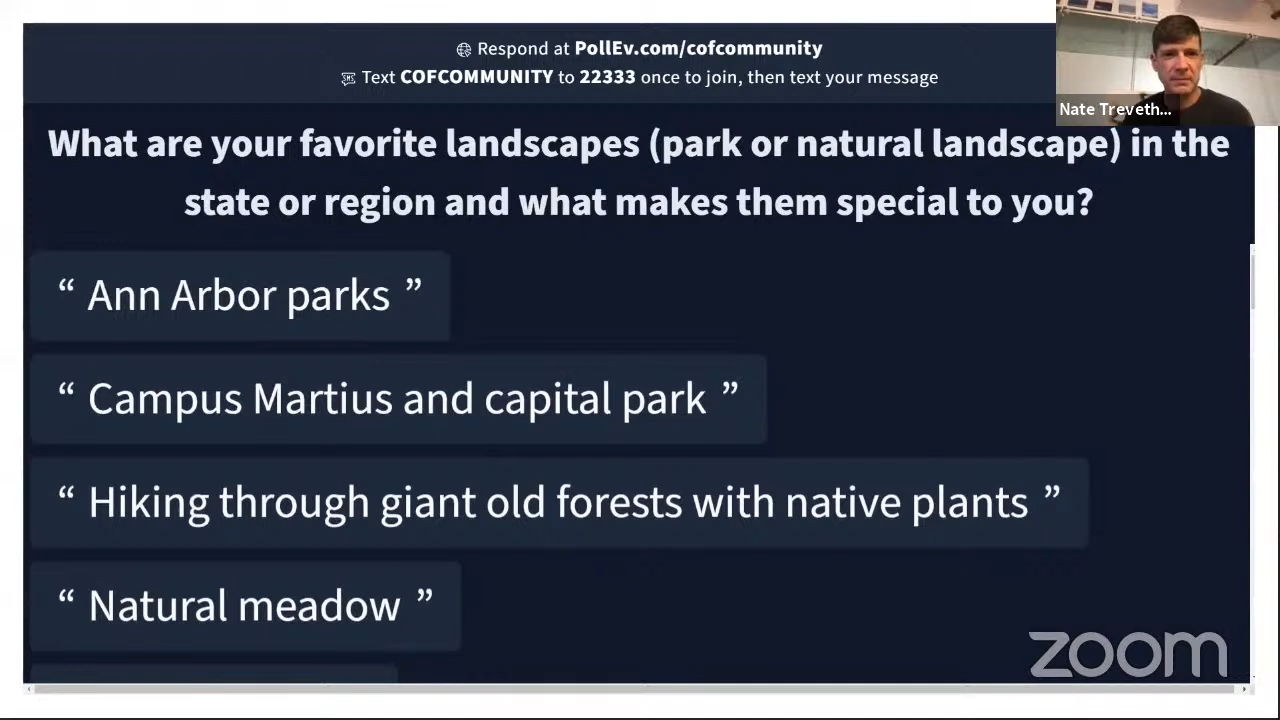 Respond at PollEv.com/cofcommunity
Text COFCOMMUNITY to 22333 once to join, then text your message
Nate Treveth...
What are your favorite landscapes (park or natural landscape) in the
state or region and what makes them special to you?
“ Ann Arbor parks ”
“ Campus Martius and capital park ”
“ Hiking through giant old forests with native plants ”
“ Natural meadow ”
zoom